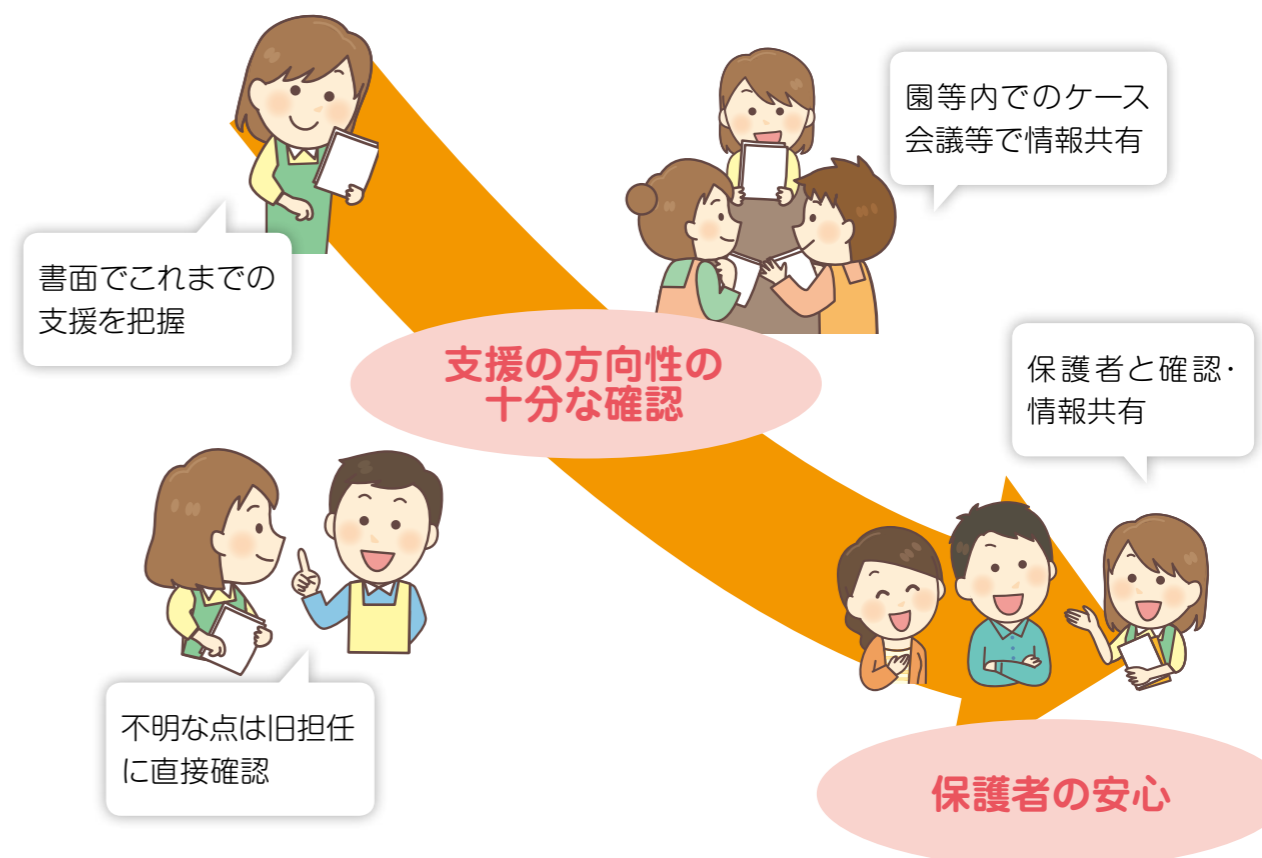 書面でこれまでの
支援を把握
園等内でのケース
会議等で情報共有
支援の方向性の
十分な確認
不明な点は旧担任
に直接確認
保護者と確認・
情報共有
保護者の安心